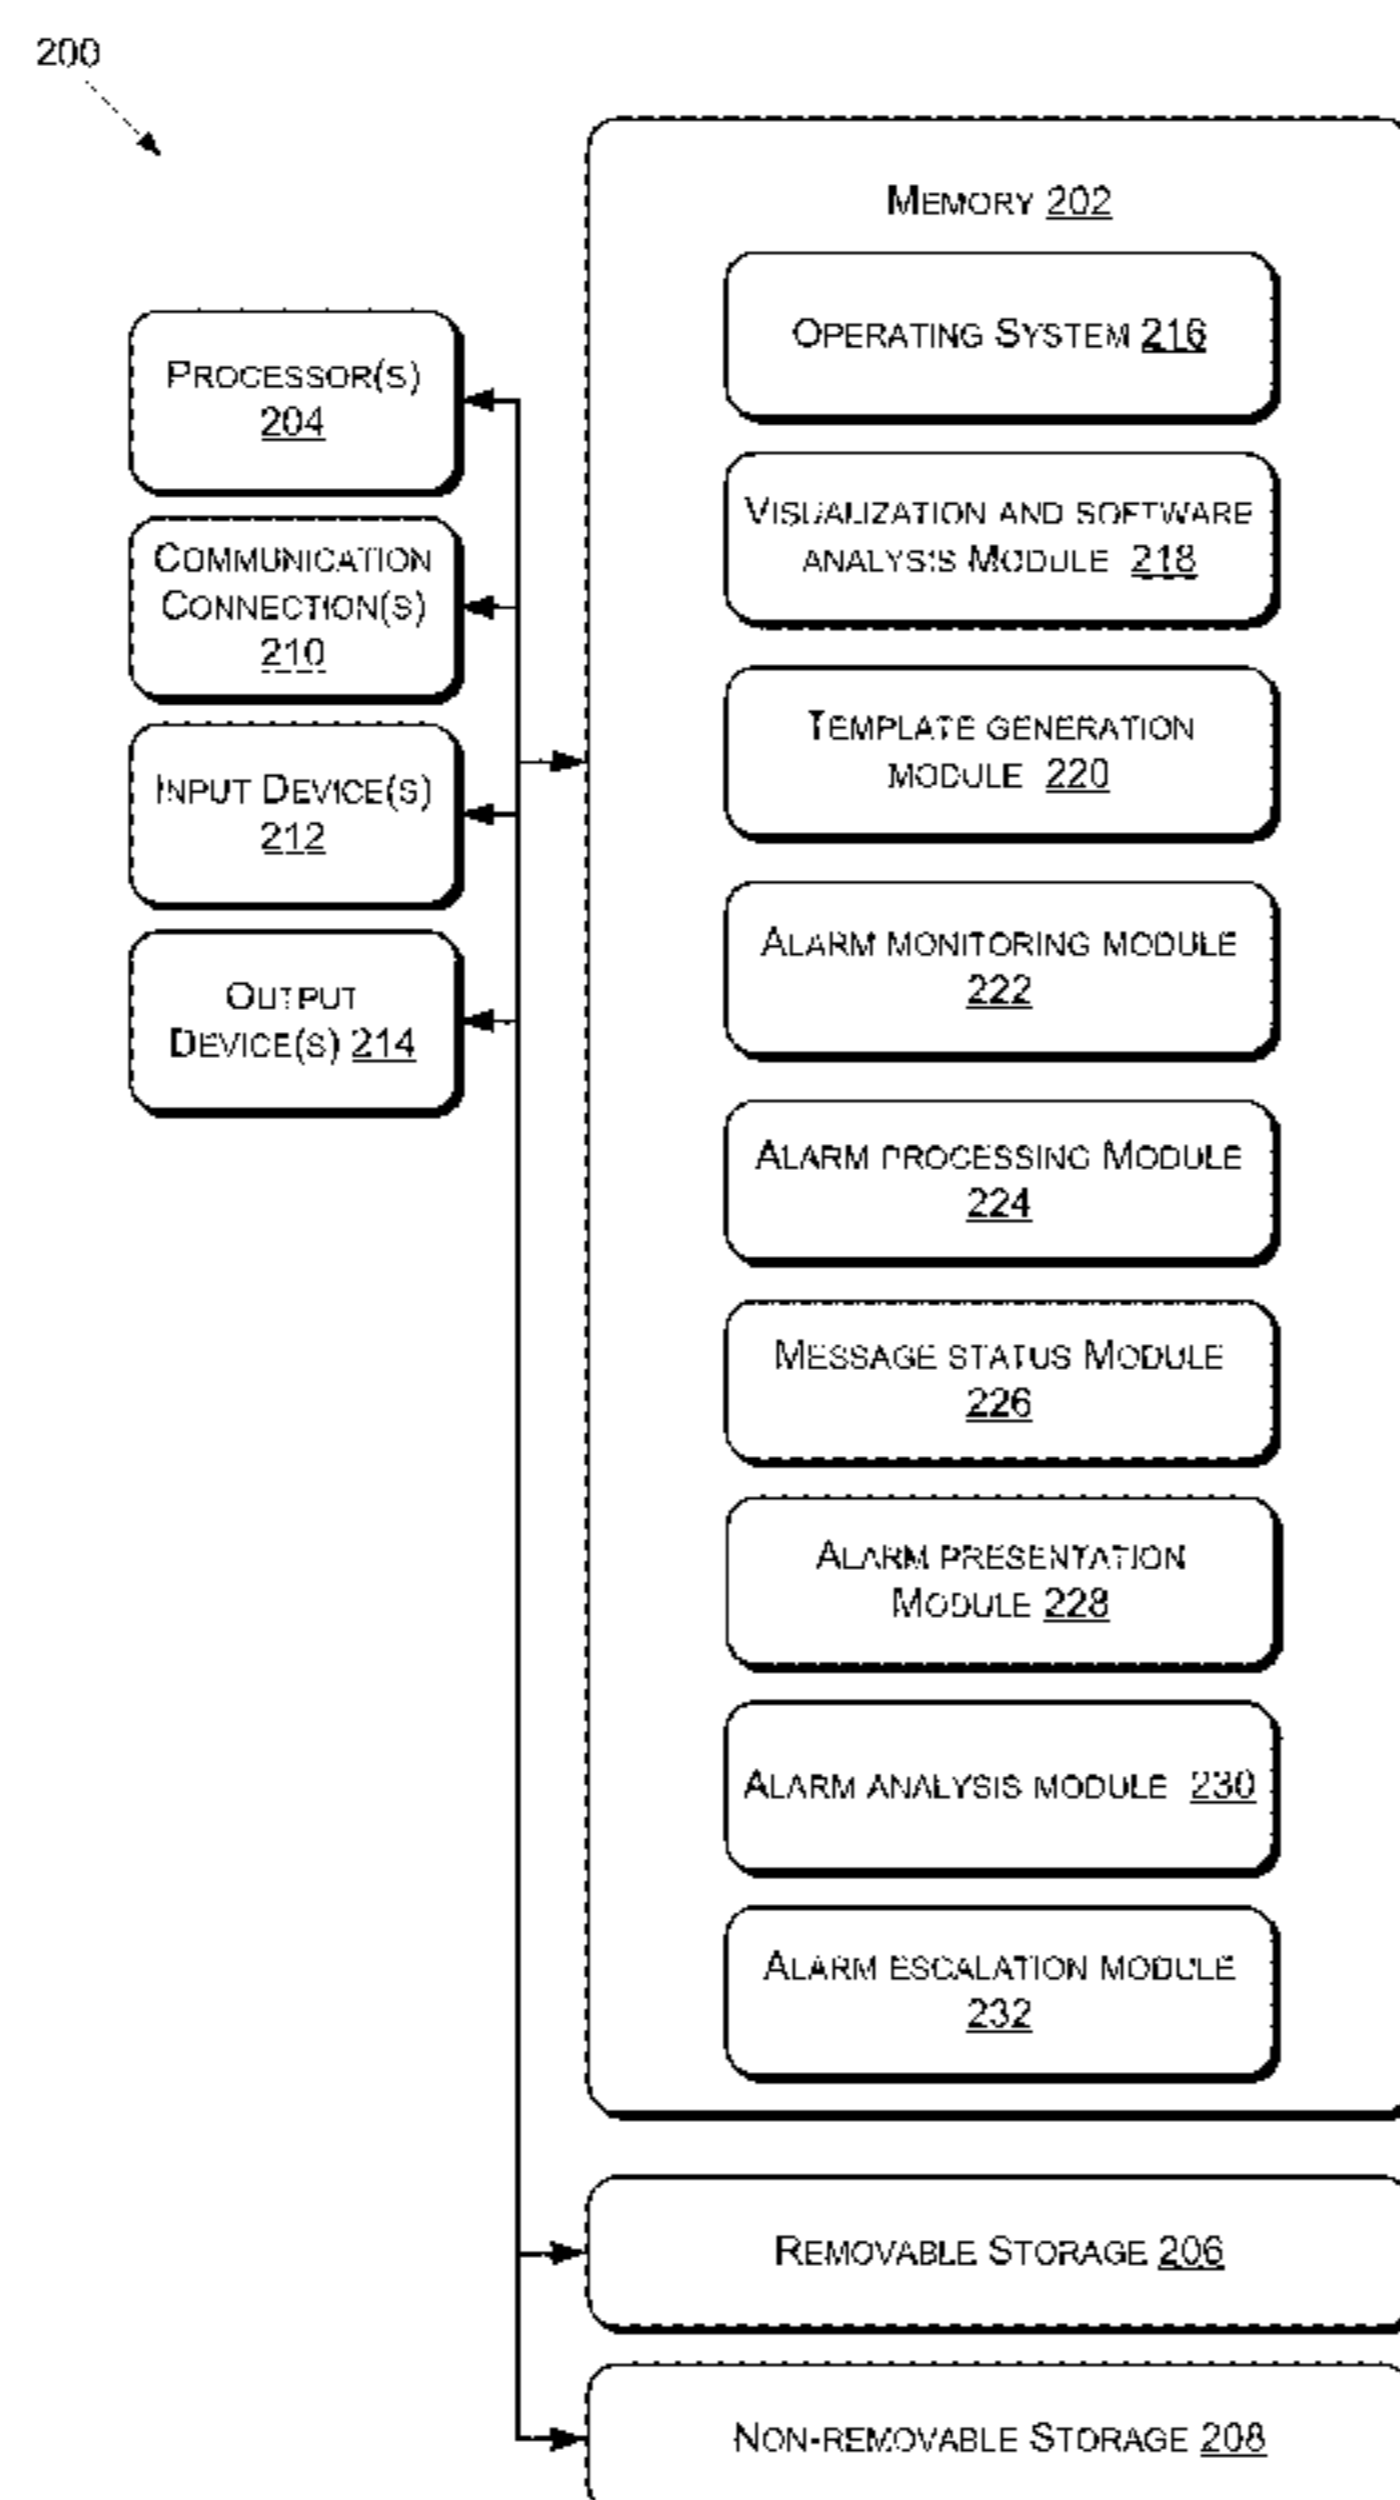 200
MEMORY 202
OPERATING SYSTEM 216
PROCESSOR(S)
204
VISUALIZATION AND SOFTWARE
ANALYSIS MODULE 218
COMMUNICATION
CONNECTION(S)
210
TEMPLATE GENERATION
MODULE 220
INPUT DEVICE(S)
212
ALARM MONITORING MODULE
222
OUTPUT
DEVICE(S) 214
ALARM PROCESSING MODULE
224
MESSAGE STATUS MODULE
226
ALARM PRESENTATION
MODULE 228
ALARM ANALYSIS MODULE 230
ALARM ESCALATION MODULE
232
REMOVABLE STORAGE 206
NON-REMOVABLE STORAGE 208